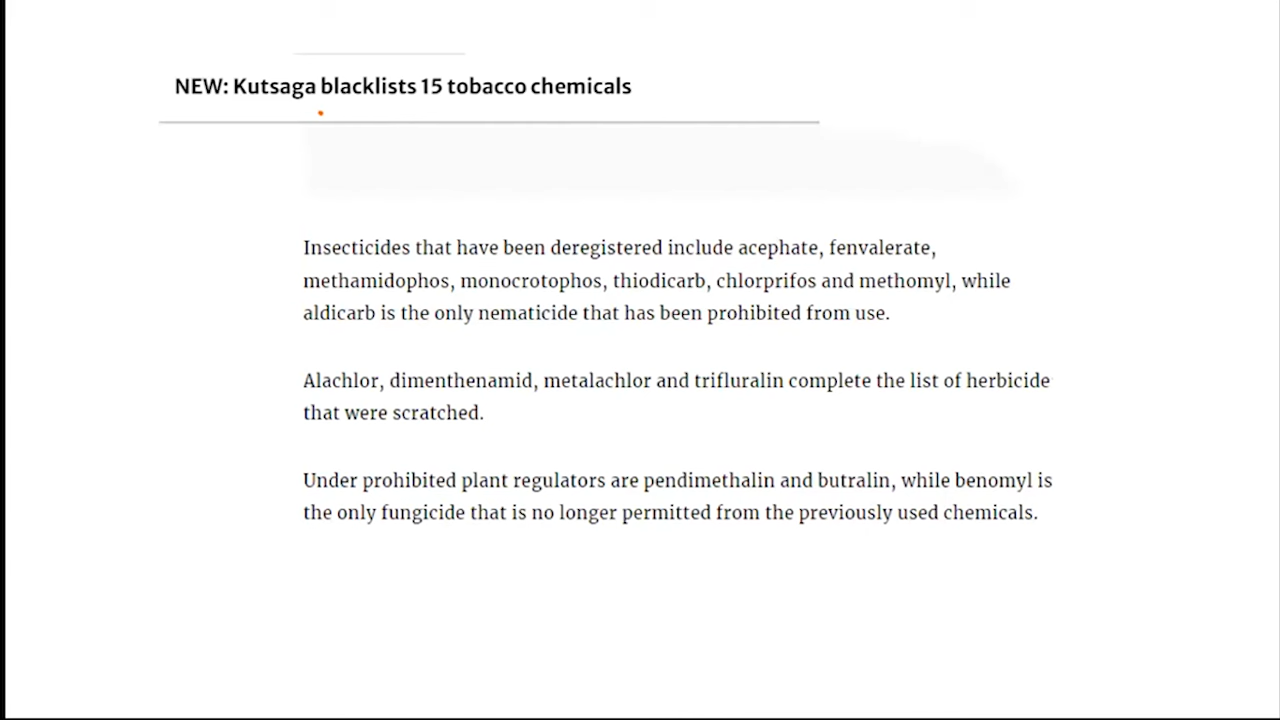 NEW: Kutsaga blacklists 15 tobacco chemicals
Insecticides that have been deregistered include acephate, fenvalerate,
methamidophos, monocrotophos, thiodicarb, chlorprifos and methomyl, while
aldicarb is the only nematicide that has been prohibited from use.
Alachlor, dimenthenamid, metalachlor and trifluralin complete the list of herbicide
that were scratched.
Under prohibited plant regulators are pendimethalin and butralin, while benomyl is
the only fungicide that is no longer permitted from the previously used chemicals.